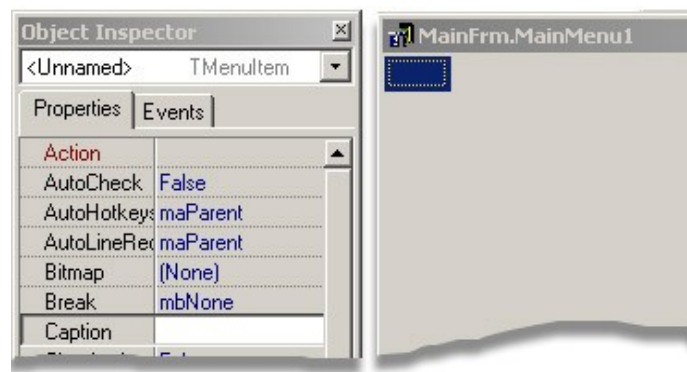 Object Inspector
<Unnamed> TMenuItem
Properties Events
Action
AutoCheck False
AutoHotkeys maParent
AutoLineRec maParent
Bitmap (None)
Break mbNone
Caption
MainFrm.MainMenu1